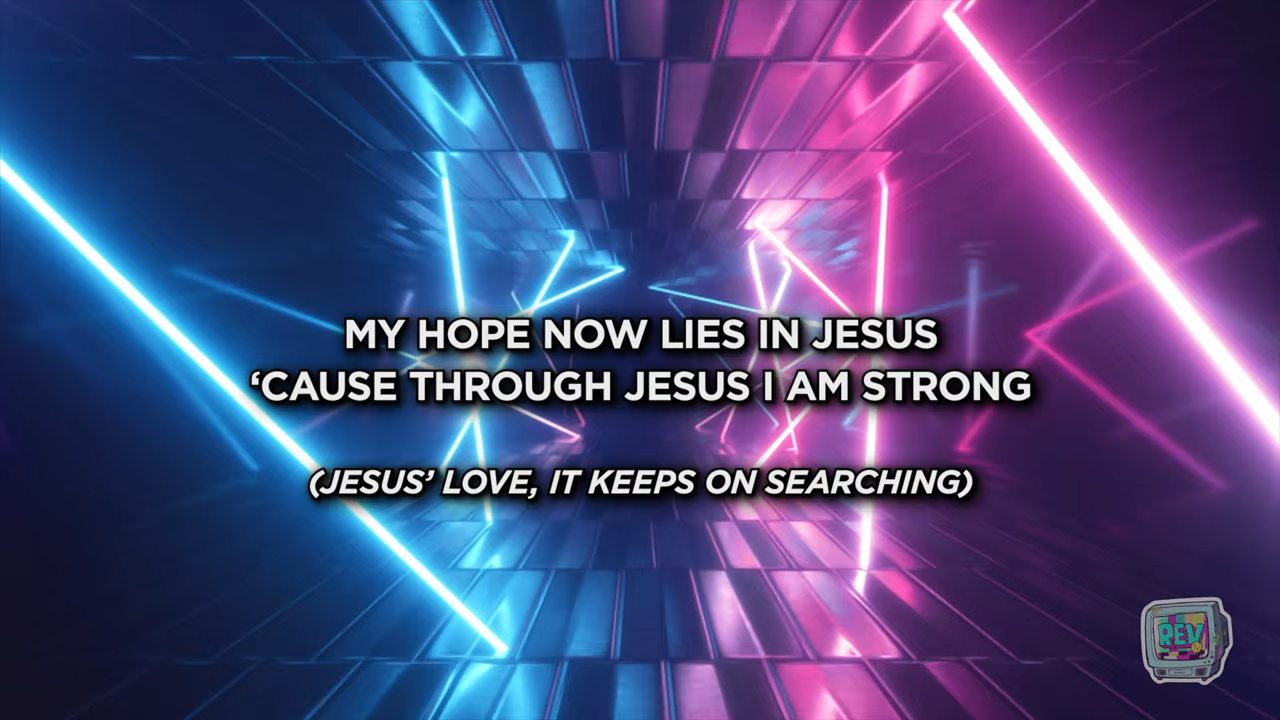 MY HOPE NOW LIES IN JESUS
‘CAUSE THROUGH JESUS I AM STRONG
(JESUS’ LOVE, IT KEEPS ON SEARCHING)
REV